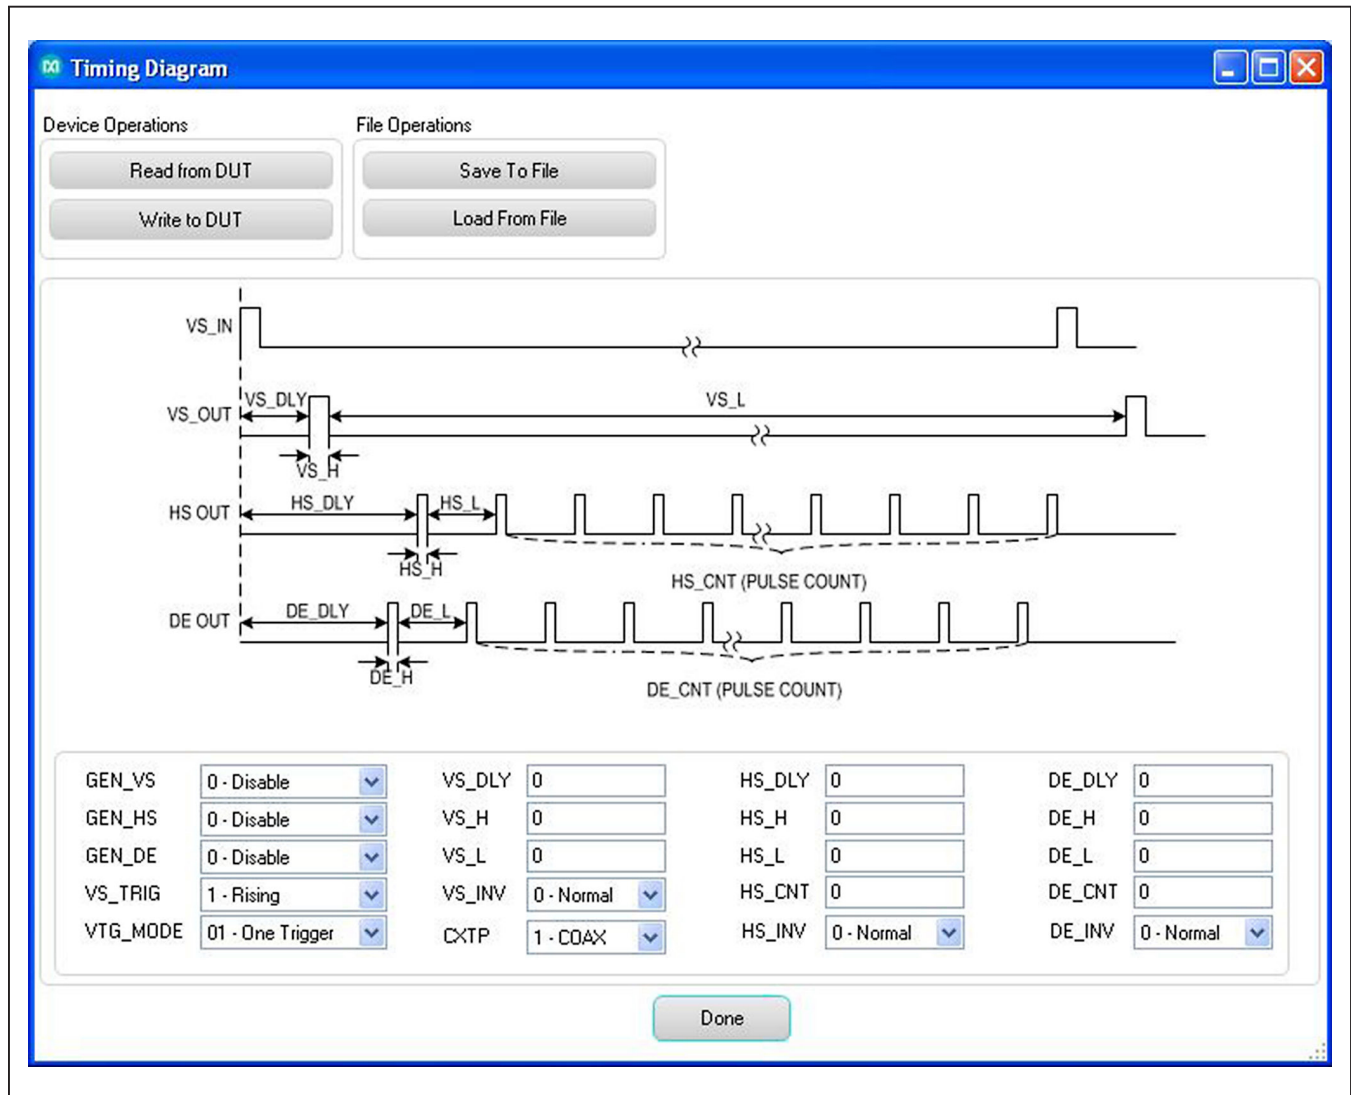 Timing Diagram
Device Operations
File Operations
Read from DUT
Save To File
Write to DUT
Load From File
VS_IN
VS_OUT
VS_DLY
VS_L
VS_H
HS OUT
HS_DLY
HS_L
HS_H
HS_CNT (PULSE COUNT)
DE OUT
DE_DLY
DE_L
DE_H
DE_CNT (PULSE COUNT)
GEN_VS 0 - Disable VS_DLY 0 HS_DLY 0 DE_DLY 0
GEN_HS 0 - Disable VS_H 0 HS_H 0 DE_H 0
GEN_DE 0 - Disable VS_L 0 HS_L 0 DE_L 0
VS_TRIG 1 - Rising VS_INV 0 - Normal HS_CNT 0 DE_CNT 0
VTG_MODE 01 - One Trigger CXTP 1 - COAX HS_INV 0 - Normal DE_INV 0 - Normal
Done